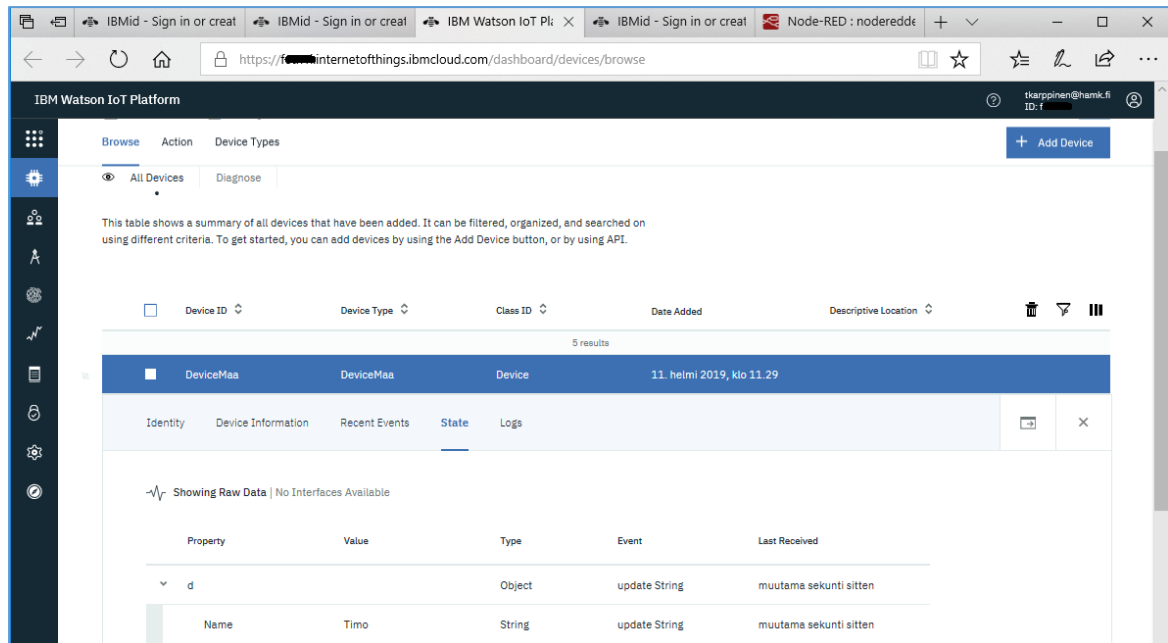 IBMid - Sign in or creat
IBMid - Sign in or creat
IBM Watson IoT Pl
IBMid - Sign in or creat
Node-RED : noderedde
https:// internetofthings.ibmcloud.com/dashboard/devices/browse
IBM Watson IoT Platform
tkarppinen@hamk.fi
ID: f
Browse Action Device Types
+ Add Device
All Devices Diagnose
This table shows a summary of all devices that have been added. It can be filtered, organized, and searched on
using different criteria. To get started, you can add devices by using the Add Device button, or by using API.
Device ID Device Type Class ID Date Added Descriptive Location
5 results
DeviceMaa DeviceMaa Device 11. helmi 2019, klo 11.29
Identity Device Information Recent Events State Logs
Showing Raw Data | No Interfaces Available
Property Value Type Event Last Received
d Object update String muutama sekunti sitten
Name Timo String update String muutama sekunti sitten